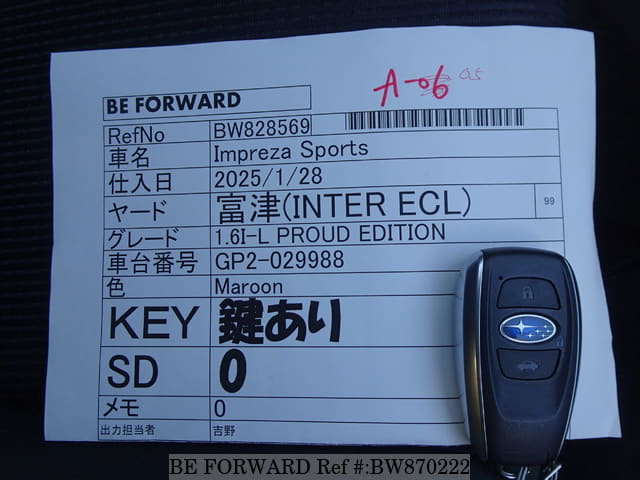 A-06
BE FORWARD
RefNo BW828569
車名 Impreza Sports
仕入日 2025/1/28
ヤード 富津(INTER ECL) 99
グレード 1.6I-L PROUD EDITION
車台番号 GP2-029988
色 Maroon
KEY 鍵あり
SD 0
メモ 0
出力担当者 吉野
BE FORWARD Ref #:BW870222